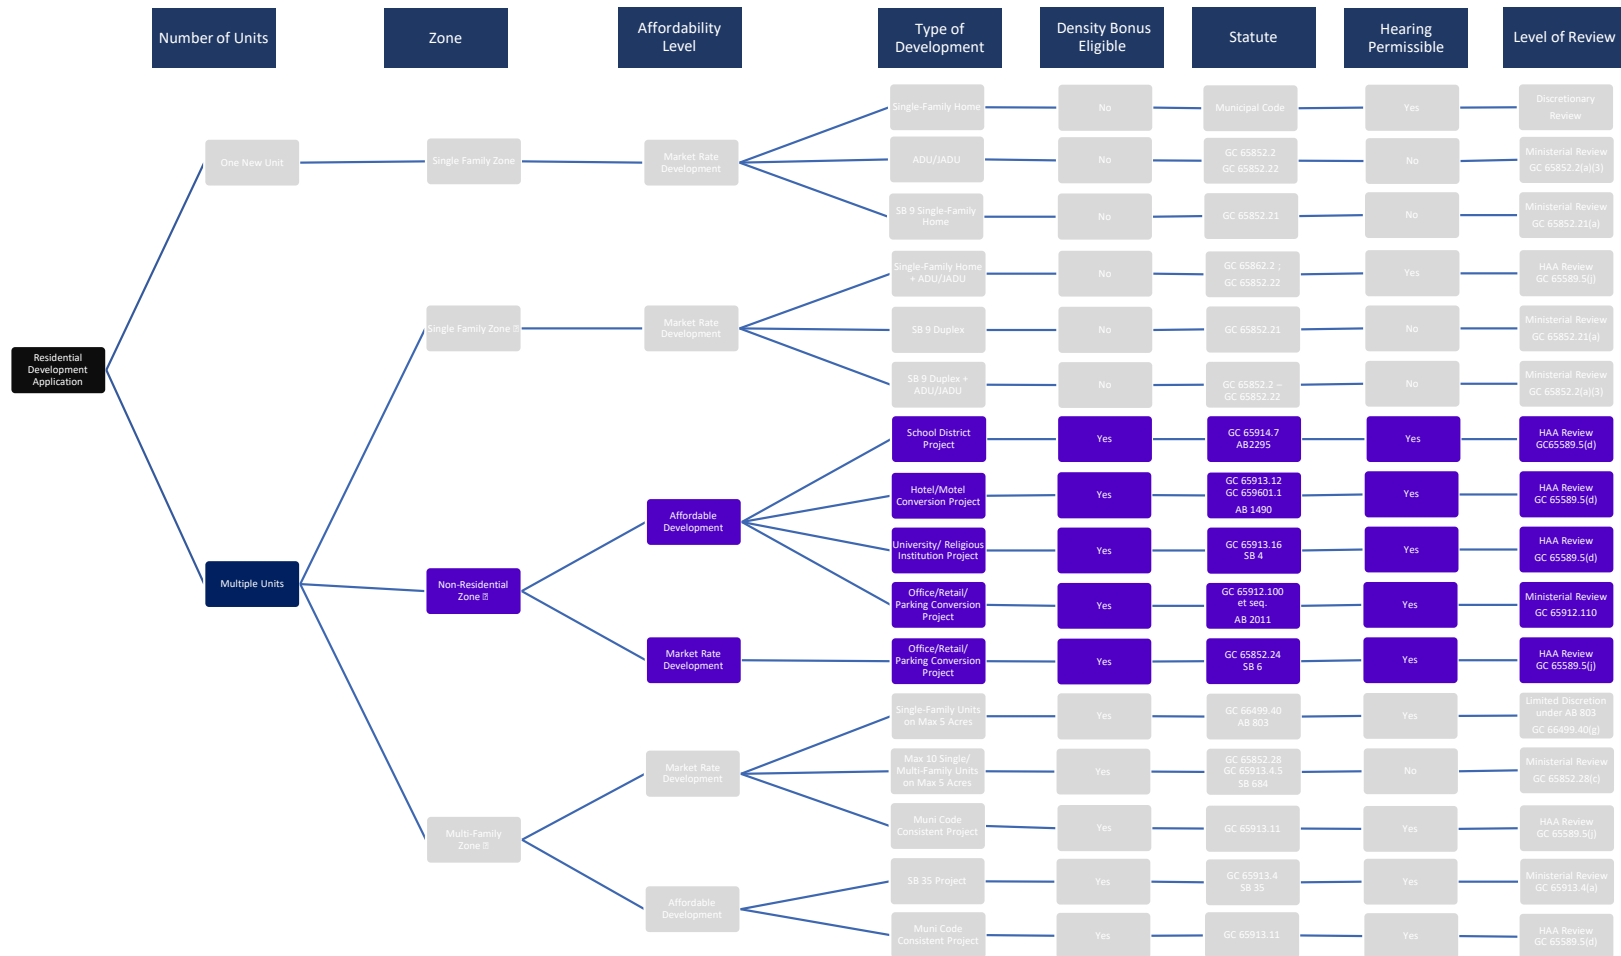 Number of Units
Zone
Affordability
Level
Type of
Development
Density Bonus
Eligible
Statute
Hearing
Permissible
Level of Review
Residential
Development
Application
One New Unit
Single Family Zone
Market Rate
Development
Single-Family Home
No
Municipal Code
Yes
Discretionary
Review
ADU/JADU
No
GC 65852.2
GC 65852.22
No
Ministerial Review
GC 65852.2(a)(3)
SB 9 Single-Family
Home
No
GC 65852.21
No
Ministerial Review
GC 65852.21(a)
Multiple Units
Single Family Zone
Market Rate
Development
Single-Family Home
+ ADU/JADU
No
GC 65862.2 ;
GC 65852.22
Yes
HAA Review
GC 65589.5(j)
SB 9 Duplex
No
GC 65852.21
No
Ministerial Review
GC 65852.21(a)
SB 9 Duplex +
ADU/JADU
No
GC 65852.2 –
GC 65852.22
No
Ministerial Review
GC 65852.2(a)(3)
Non-Residential
Zone
Affordable
Development
School District
Project
Yes
GC 65914.7
AB2295
Yes
HAA Review
GC65589.5(d)
Hotel/Motel
Conversion Project
Yes
GC 65913.12
GC 659601.1
AB 1490
Yes
HAA Review
GC 65589.5(d)
University/ Religious
Institution Project
Yes
GC 65913.16
SB 4
Yes
HAA Review
GC 65589.5(d)
Office/Retail/
Parking Conversion
Project
Yes
GC 65912.100
et seq.
AB 2011
Yes
Ministerial Review
GC 65912.110
Market Rate
Development
Office/Retail/
Parking Conversion
Project
Yes
GC 65852.24
SB 6
Yes
HAA Review
GC 65589.5(j)
Multi-Family
Zone
Market Rate
Development
Single-Family Units
on Max 5 Acres
Yes
GC 66499.40
AB 803
Yes
Limited Discretion
under AB 803
GC 66499.40(g)
Max 10 Single/
Multi-Family Units
on Max 5 Acres
Yes
GC 65852.28
GC 65913.4.5
SB 684
No
Ministerial Review
GC 65852.28(c)
Muni Code
Consistent Project
Yes
GC 65913.11
Yes
HAA Review
GC 65589.5(j)
Affordable
Development
SB 35 Project
Yes
GC 65913.4
SB 35
Yes
Ministerial Review
GC 65913.4(a)
Muni Code
Consistent Project
Yes
GC 65913.11
Yes
HAA Review
GC 65589.5(d)